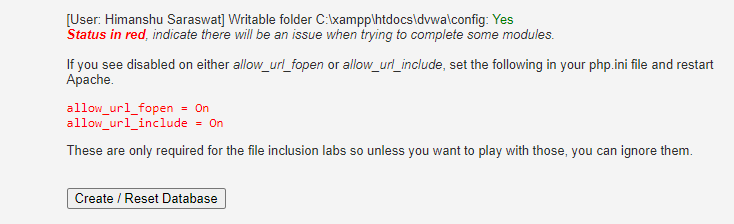 [User: Himanshu Saraswat] Writable folder C:\xampp\htdocs\dvwa\config: Yes
Status in red, indicate there will be an issue when trying to complete some modules.
If you see disabled on either allow_url_fopen or allow_url_include, set the following in your php.ini file and restart
Apache.
allow_url_fopen = On
allow_url_include = On
These are only required for the file inclusion labs so unless you want to play with those, you can ignore them.
Create / Reset Database